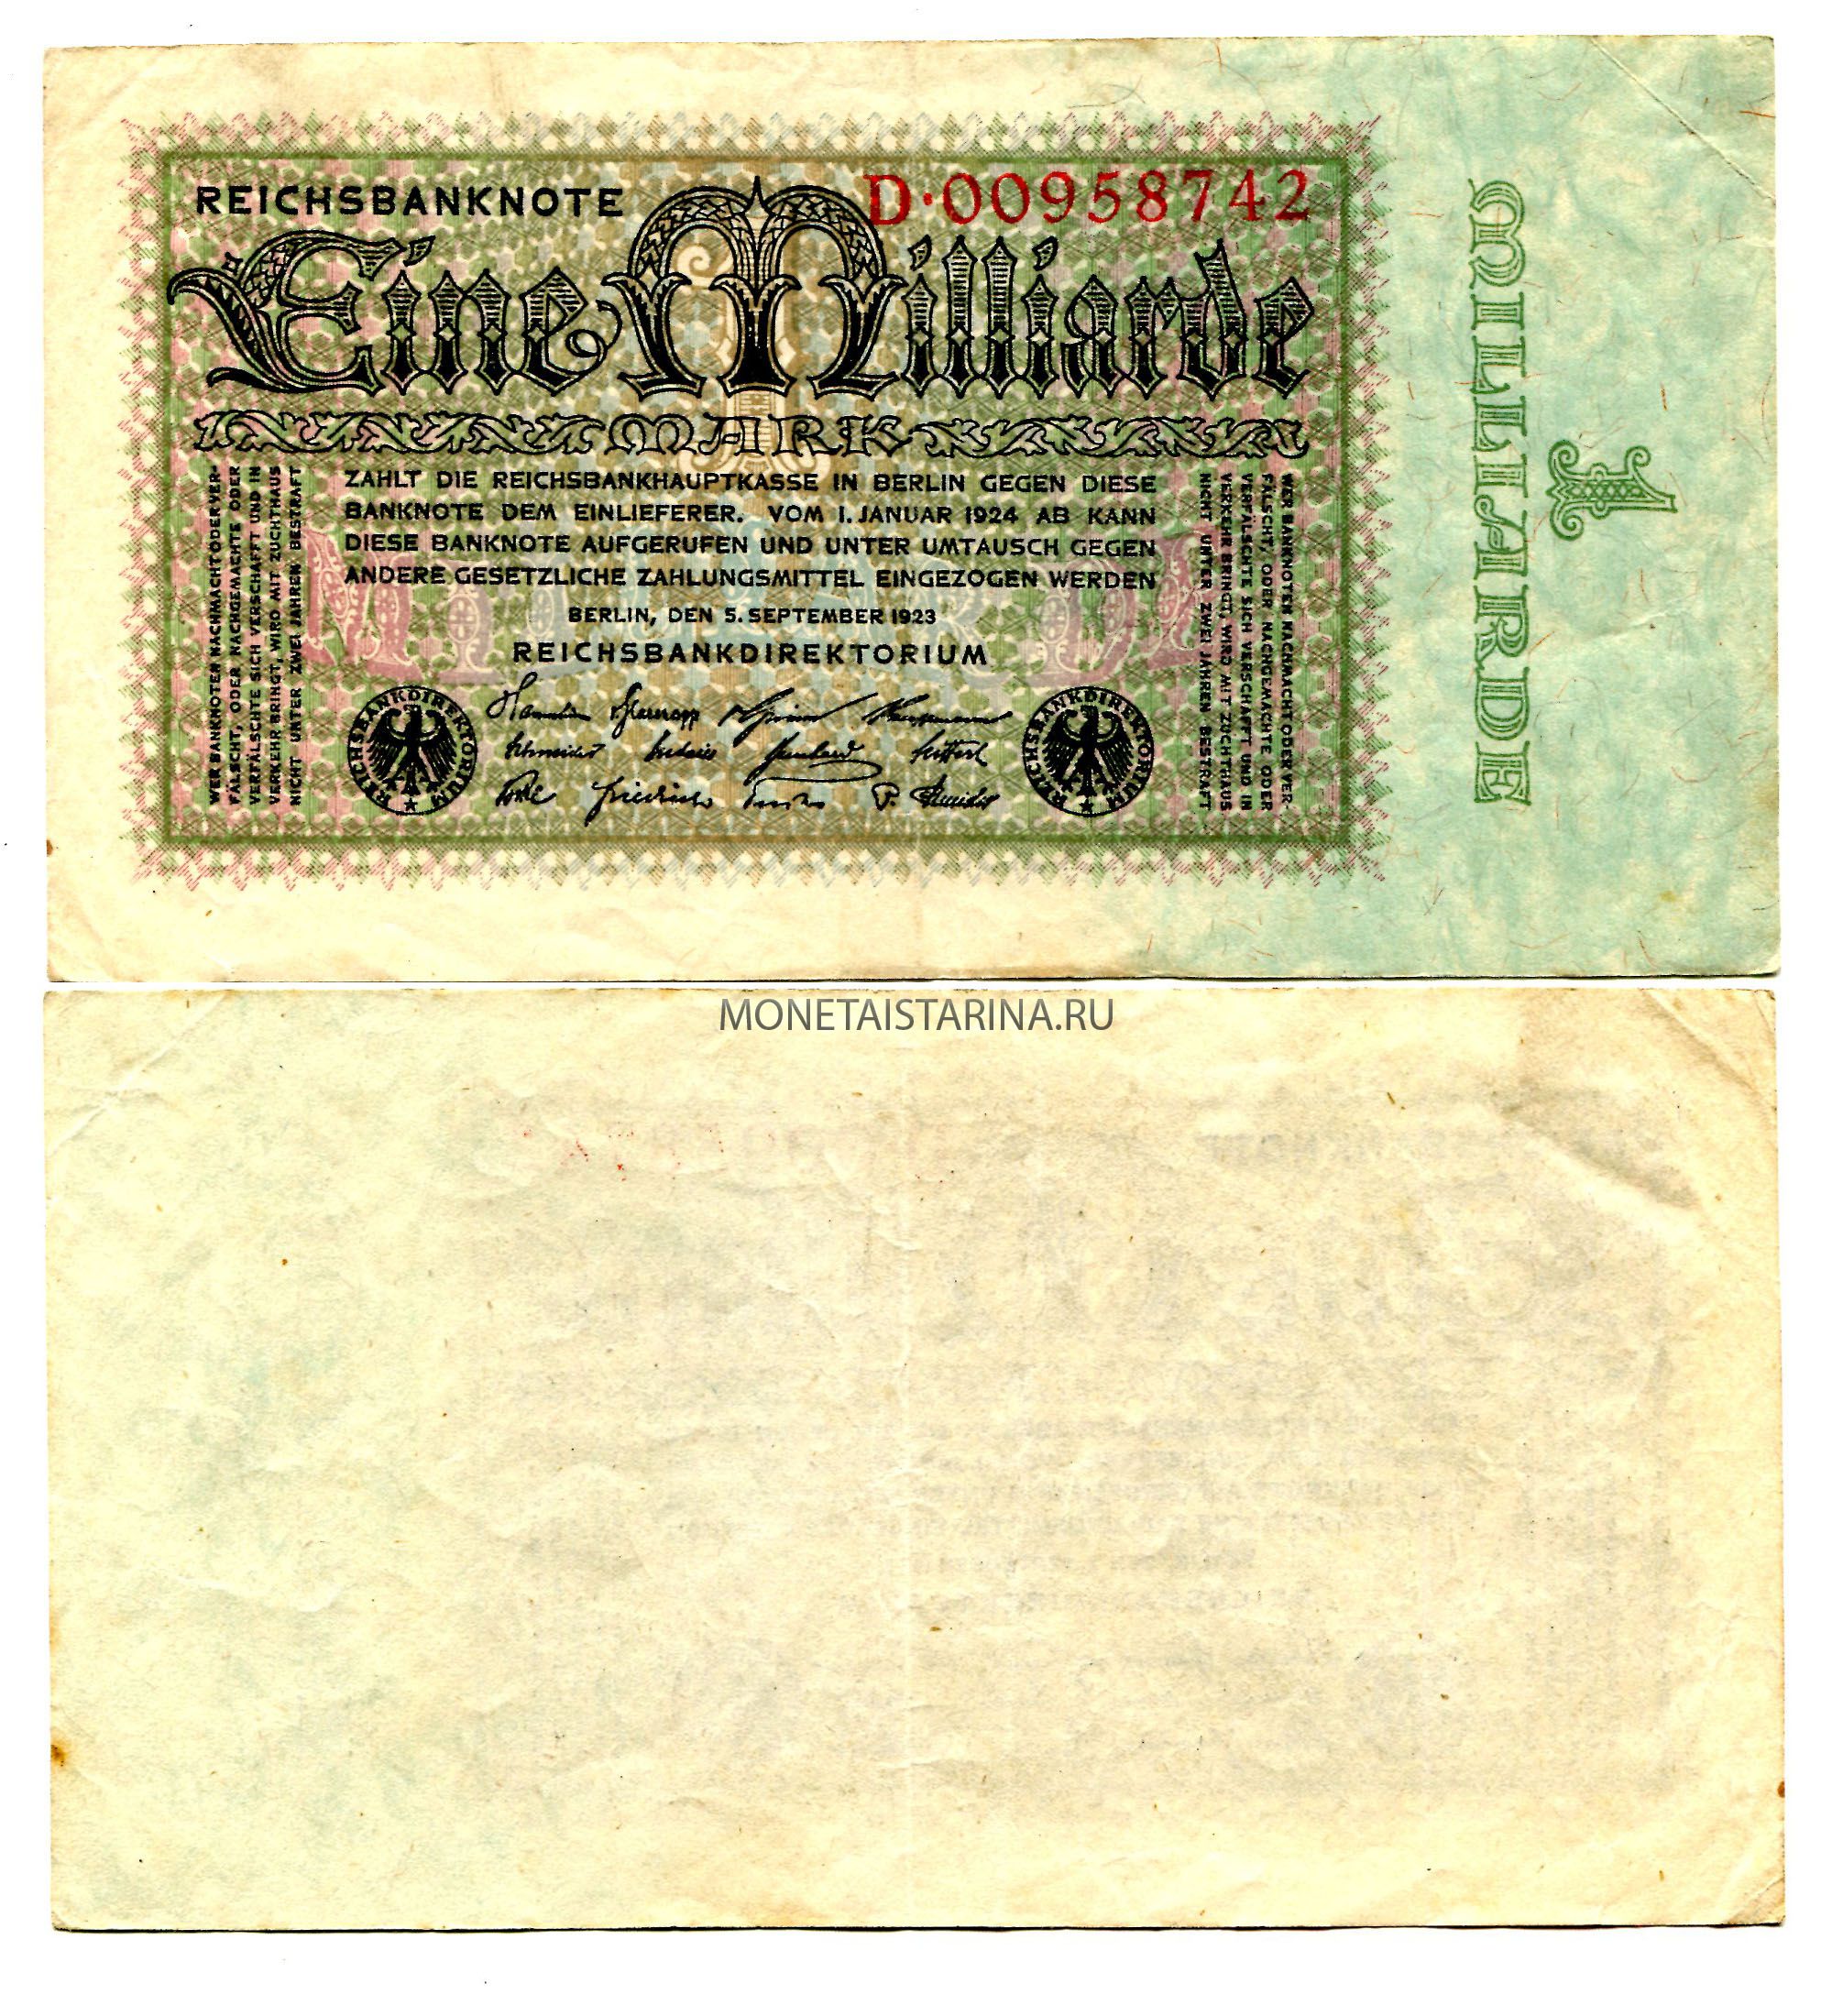 REICHSBANKNOTE
D·00958742
Eine Milliarde
MARK
ZAHLT DIE REICHSBANKHAUPTKASSE IN BERLIN GEGEN DIESE
BANKNOTE DEM EINLIEFERER. VOM 1. JANUAR 1924 AB KANN
DIESE BANKNOTE AUFGERUFEN UND UNTER UMTAUSCH GEGEN
ANDERE GESETZLICHE ZAHLUNGSMITTEL EINGEZOGEN WERDEN
BERLIN, DEN 5. SEPTEMBER 1923
REICHSBANKDIREKTORIUM
WER BANKNOTEN NACHMACHT ODER VER-
FÄLSCHT, ODER NACHGEMACHTE ODER
VERFÄLSCHTE SICH VERSCHAFFT UND IN
VERKEHR BRINGT, WIRD MIT ZUCHTHAUS
NICHT UNTER ZWEI JAHREN BESTRAFT
REICHSBANKDIREKTORIUM
REICHSBANKDIREKTORIUM
WER BANKNOTEN NACHMACHT ODER VER-
FÄLSCHT, ODER NACHGEMACHTE ODER
VERFÄLSCHTE SICH VERSCHAFFT UND IN
VERKEHR BRINGT, WIRD MIT ZUCHTHAUS
NICHT UNTER ZWEI JAHREN BESTRAFT
1
MILLIARDE
MONETAISTARINA.RU